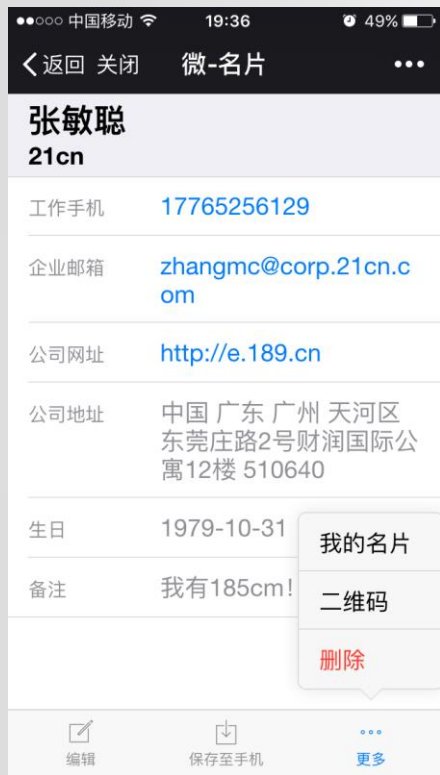 中国移动 19:36 49%
返回 关闭 微-名片
张敏聪
21cn
工作手机 17765256129
企业邮箱 zhangmc@corp.21cn.c
om
公司网址 http://e.189.cn
公司地址 中国 广东 广州 天河区
东莞庄路2号财润国际公
寓12楼 510640
生日 1979-10-31
备注 我有185cm!
我的名片
二维码
删除
编辑 保存至手机 更多